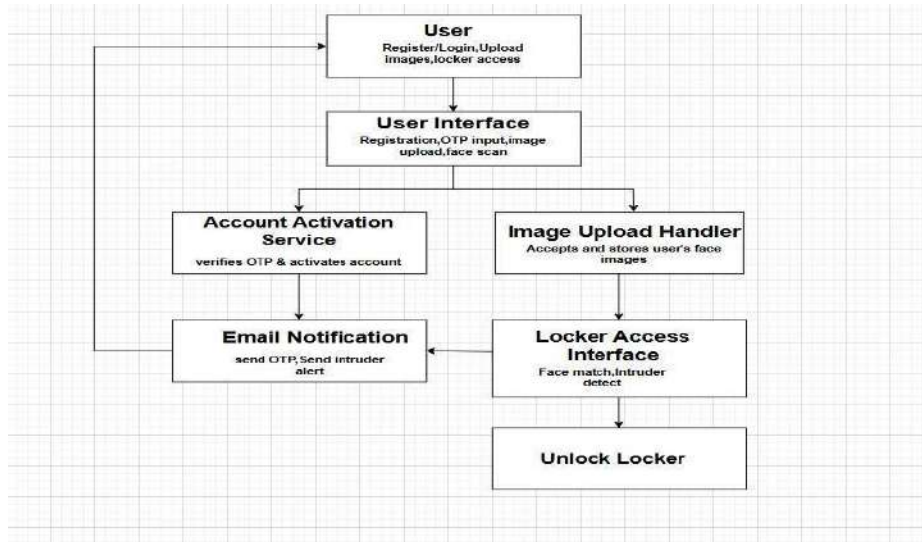 User
Register/Login,Upload
images,locker access
User Interface
Registration,OTP input,image
upload,face scan
Account Activation
Service
verifies OTP & activates account
Image Upload Handler
Accepts and stores user's face
images
Email Notification
send OTP,Send intruder
alert
Locker Access
Interface
Face match,Intruder
detect
Unlock Locker